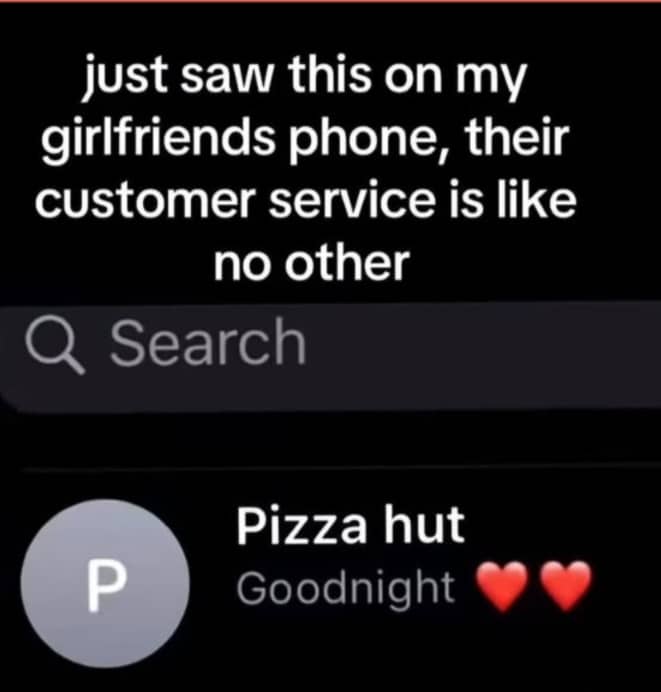 just saw this on my
girlfriends phone, their
customer service is like
no other
Search
Pizza hut
P
Goodnight ❤️❤️